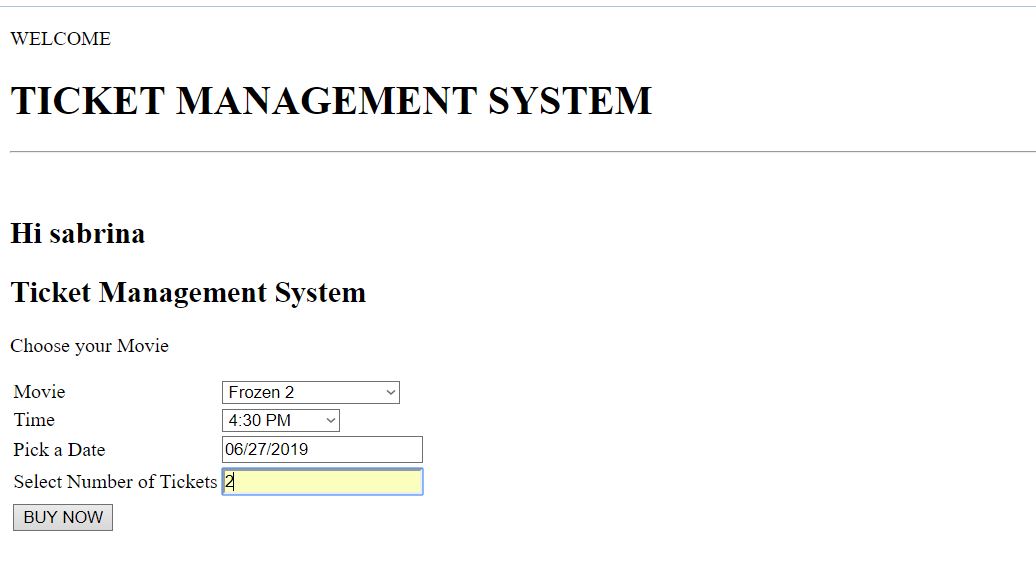 WELCOME
TICKET MANAGEMENT SYSTEM
Hi sabrina
Ticket Management System
Choose your Movie
Movie Frozen 2
Time 4:30 PM
Pick a Date 06/27/2019
Select Number of Tickets 2
BUY NOW